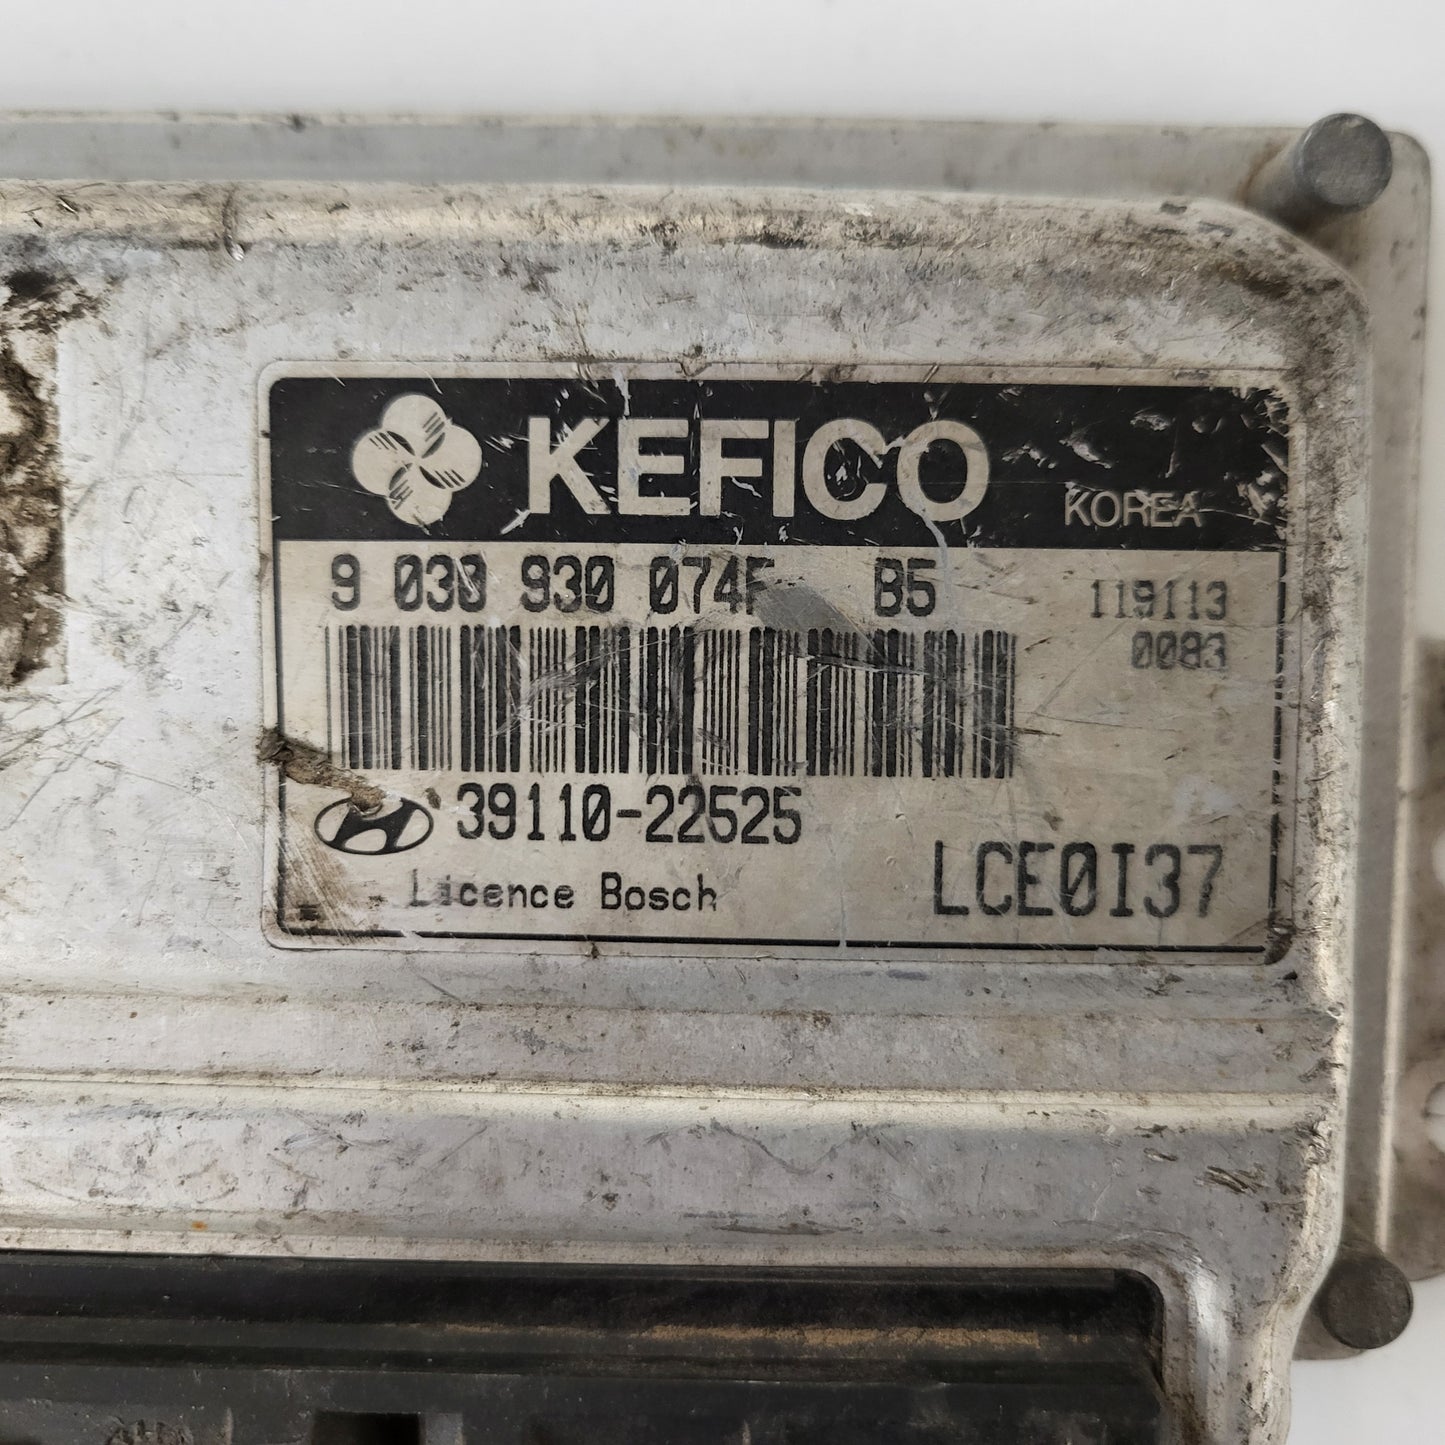 KEFICO KOREA
9 030 930 074F B5 119113
0083
39110-22525
Licence Bosch LCE0I37